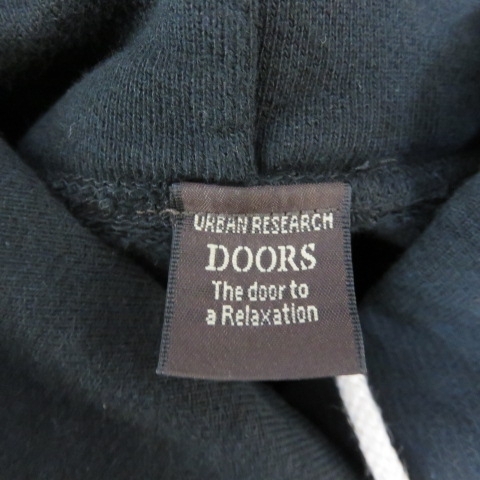 URBAN RESEARCH
DOORS
The door to
a Relaxation